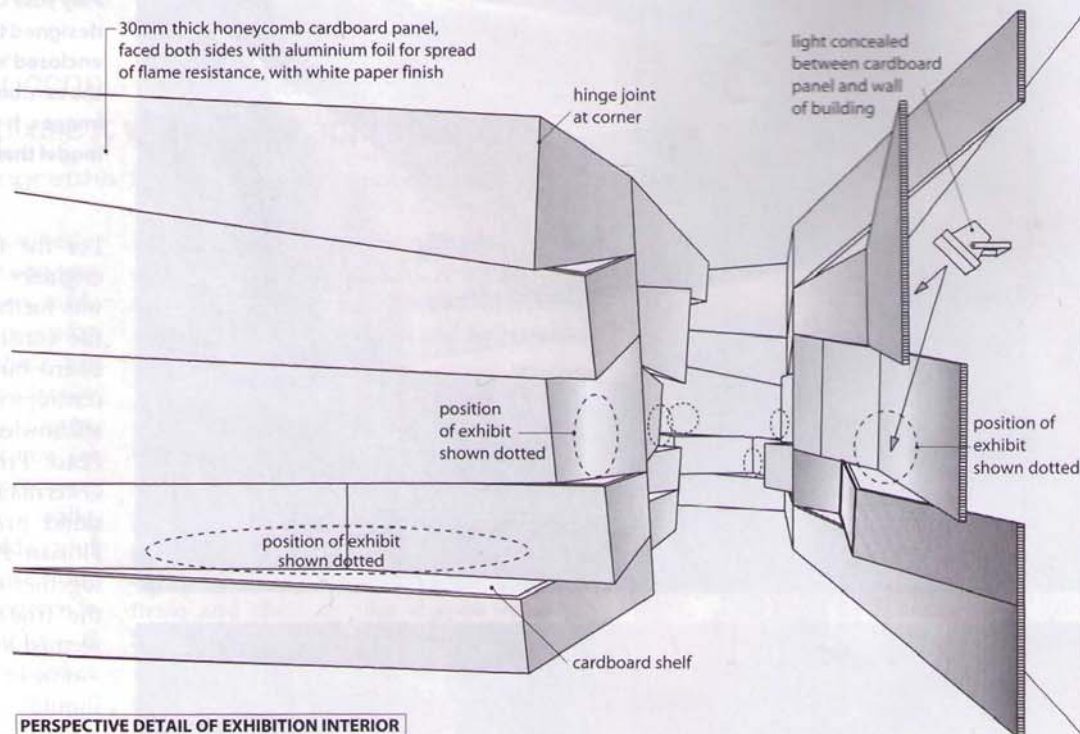 30mm thick honeycomb cardboard panel,
faced both sides with aluminium foil for spread
of flame resistance, with white paper finish
hinge joint
at corner
light concealed
between cardboard
panel and wall
of building
position
of exhibit
shown dotted
position of
exhibit
shown dotted
position of exhibit
shown dotted
cardboard shelf
PERSPECTIVE DETAIL OF EXHIBITION INTERIOR